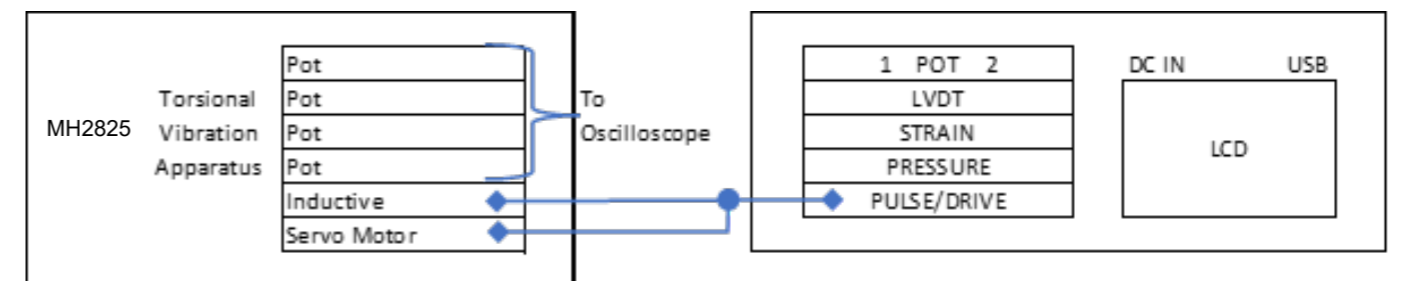 MH2825
Torsional
Vibration
Apparatus
Pot
Pot
Pot
Pot
Inductive
Servo Motor
To
Oscilloscope
1 POT 2
LVDT
STRAIN
PRESSURE
PULSE/DRIVE
DC IN
USB
LCD